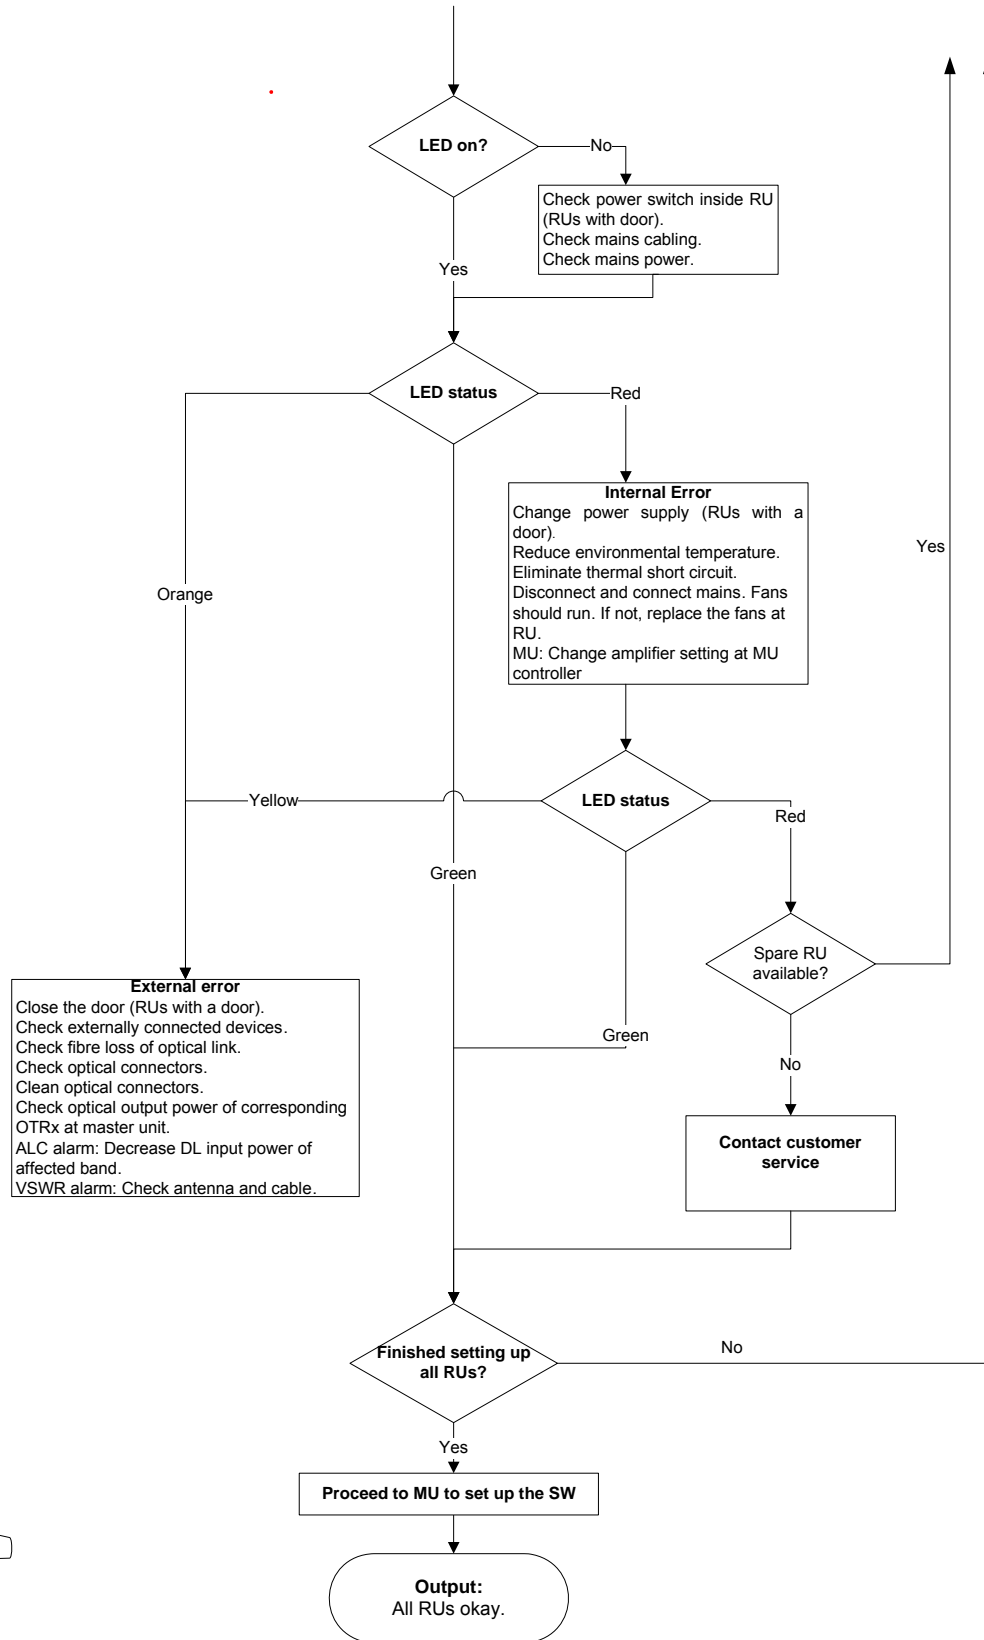 LED on?
No
Check power switch inside RU
(RUs with door).
Check mains cabling.
Check mains power.
Yes
LED status
Red
Internal Error
Change power supply (RUs with a
door).
Reduce environmental temperature.
Eliminate thermal short circuit.
Disconnect and connect mains. Fans
should run. If not, replace the fans at
RU.
MU: Change amplifier setting at MU
controller
Yes
Orange
Yellow
LED status
Red
Green
Spare RU
available?
External error
Close the door (RUs with a door).
Check externally connected devices.
Check fibre loss of optical link.
Check optical connectors.
Clean optical connectors.
Check optical output power of corresponding
OTRx at master unit.
ALC alarm: Decrease DL input power of
affected band.
VSWR alarm: Check antenna and cable.
Green
No
Contact customer
service
Finished setting up
all RUs?
No
Yes
Proceed to MU to set up the SW
Output:
All RUs okay.